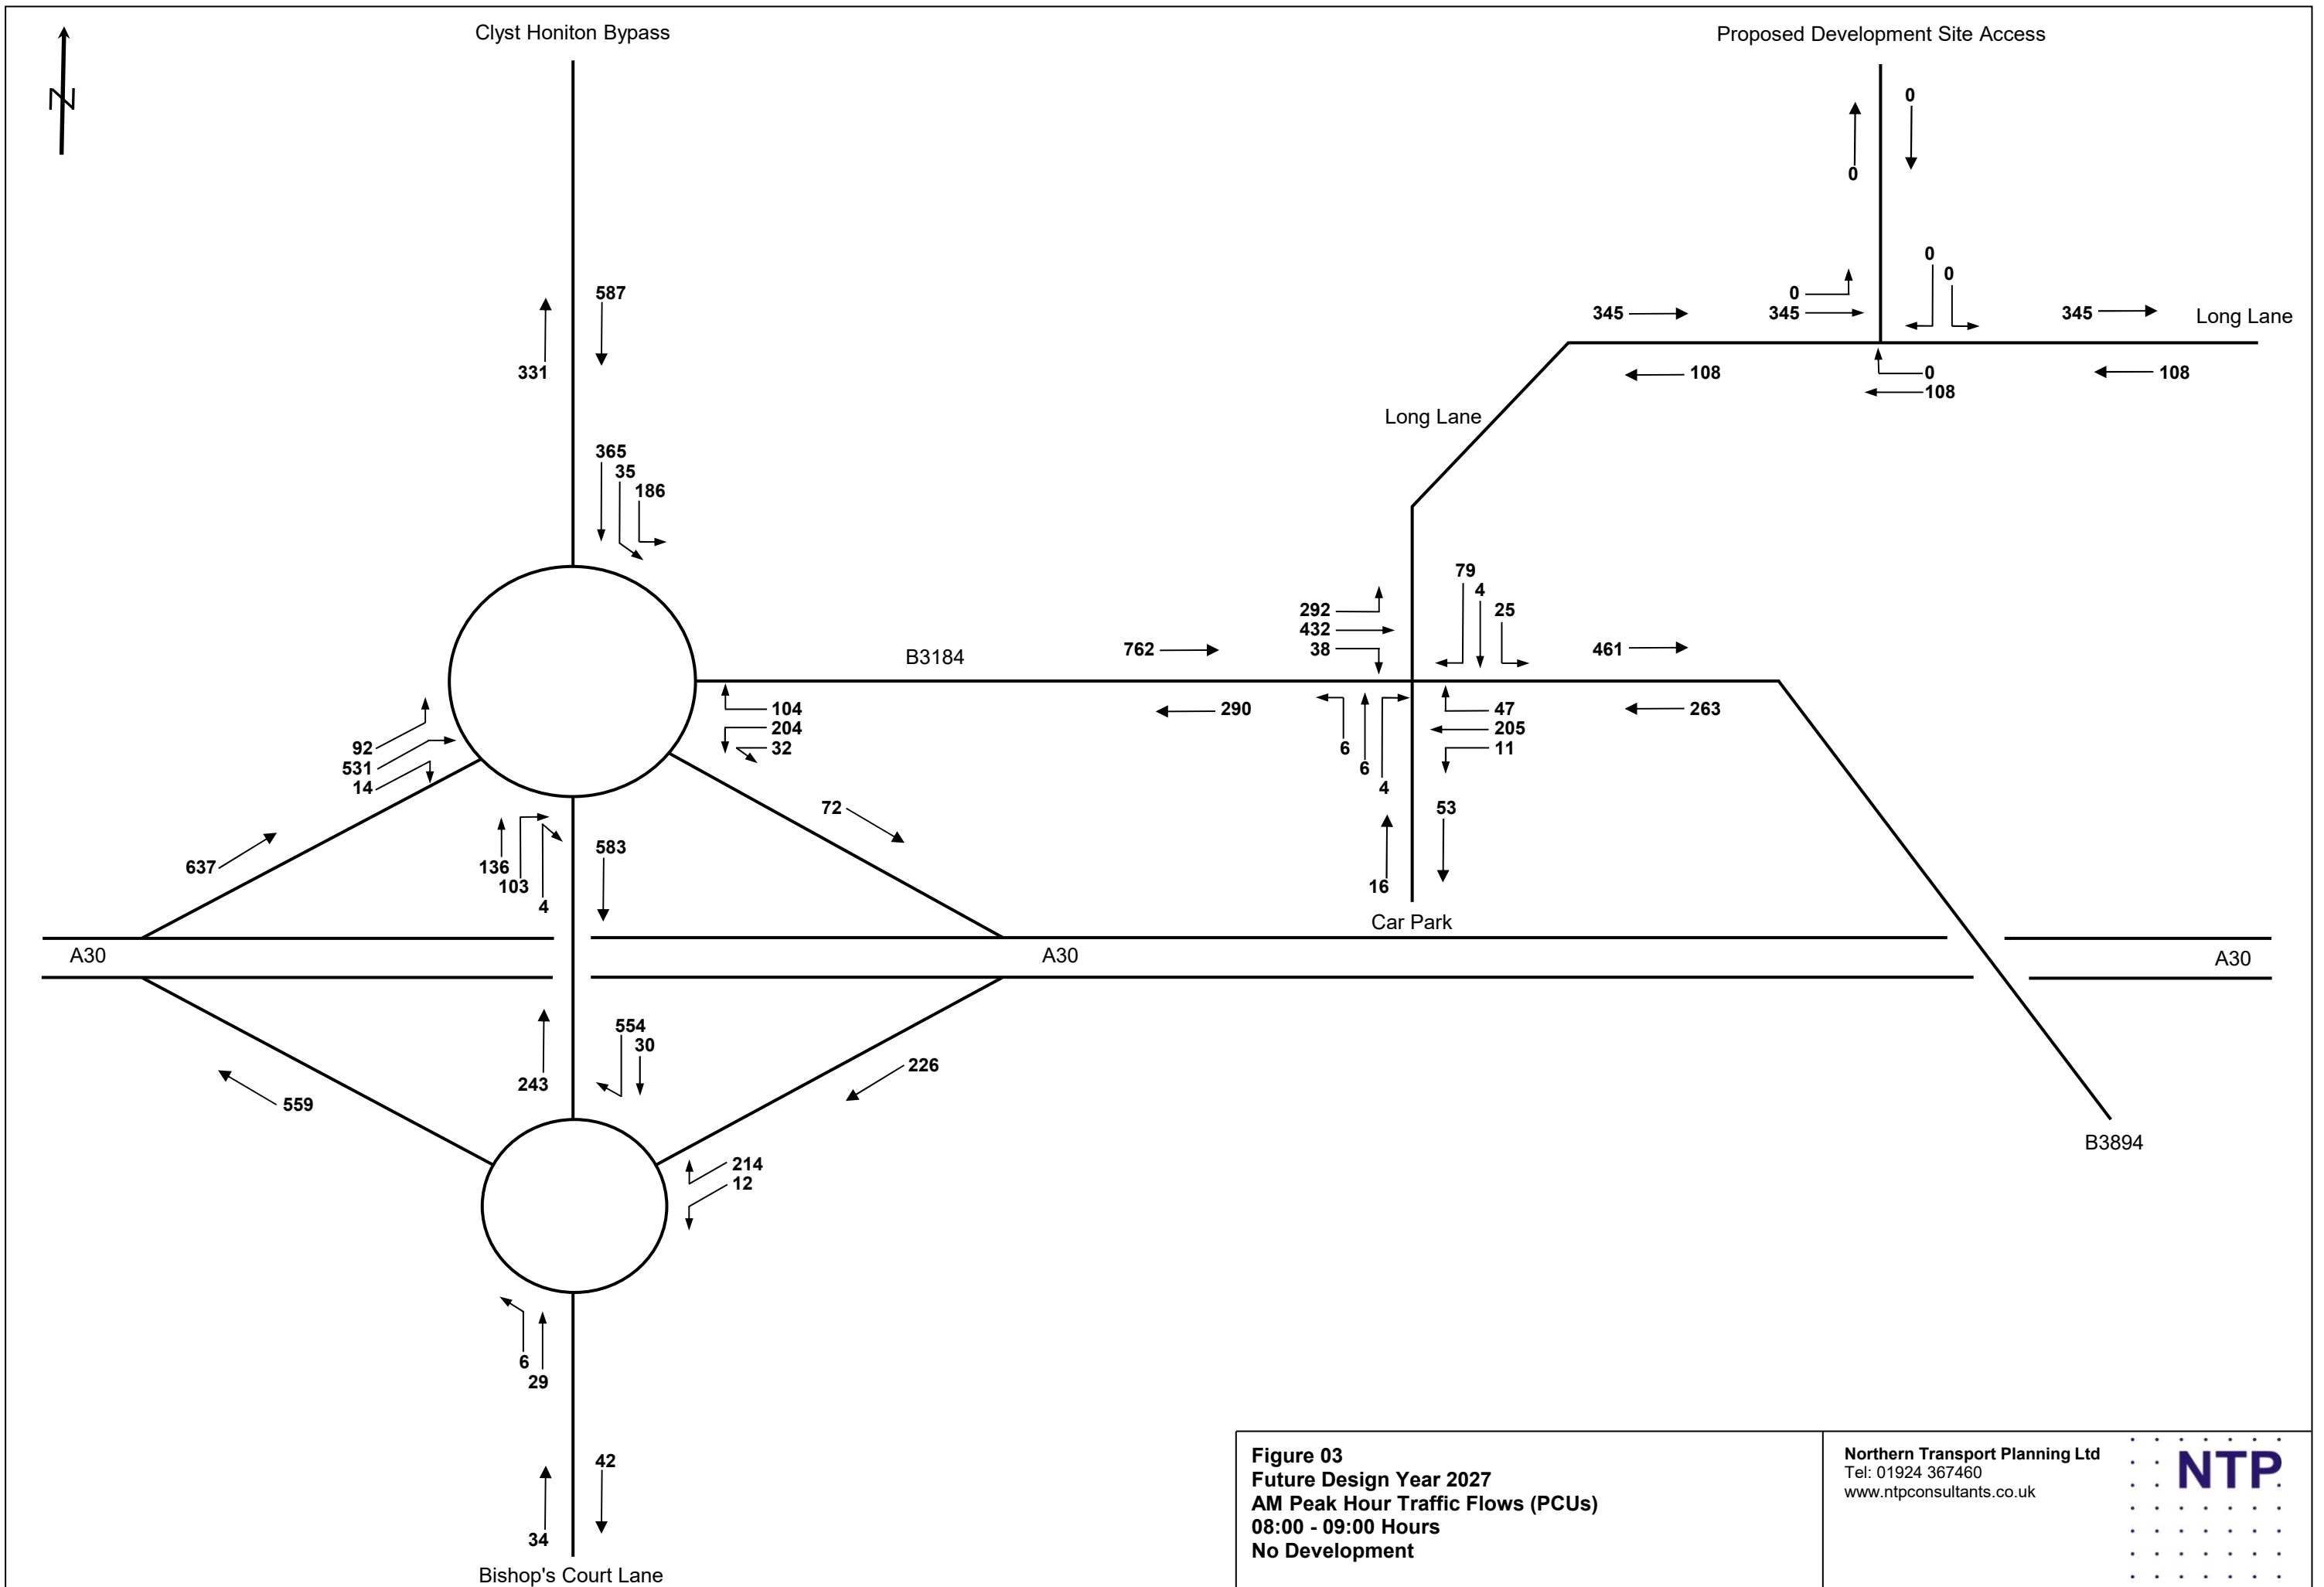 Clyst Honiton Bypass
Proposed Development Site Access
N
0
0
0
0
587
0
345
345
345
Long Lane
331
108
0
108
108
Long Lane
365
35
186
79
4
25
292
432
38
762
461
B3184
290
263
104
204
32
47
205
11
92
531
14
6
6
4
72
53
637
136
103
4
583
16
Car Park
A30
A30
A30
554
30
243
226
559
B3894
214
12
6
29
42
34
Bishop's Court Lane
Figure 03
Future Design Year 2027
AM Peak Hour Traffic Flows (PCUs)
08:00 - 09:00 Hours
No Development
Northern Transport Planning Ltd
Tel: 01924 367460
www.ntpconsultants.co.uk
NTP